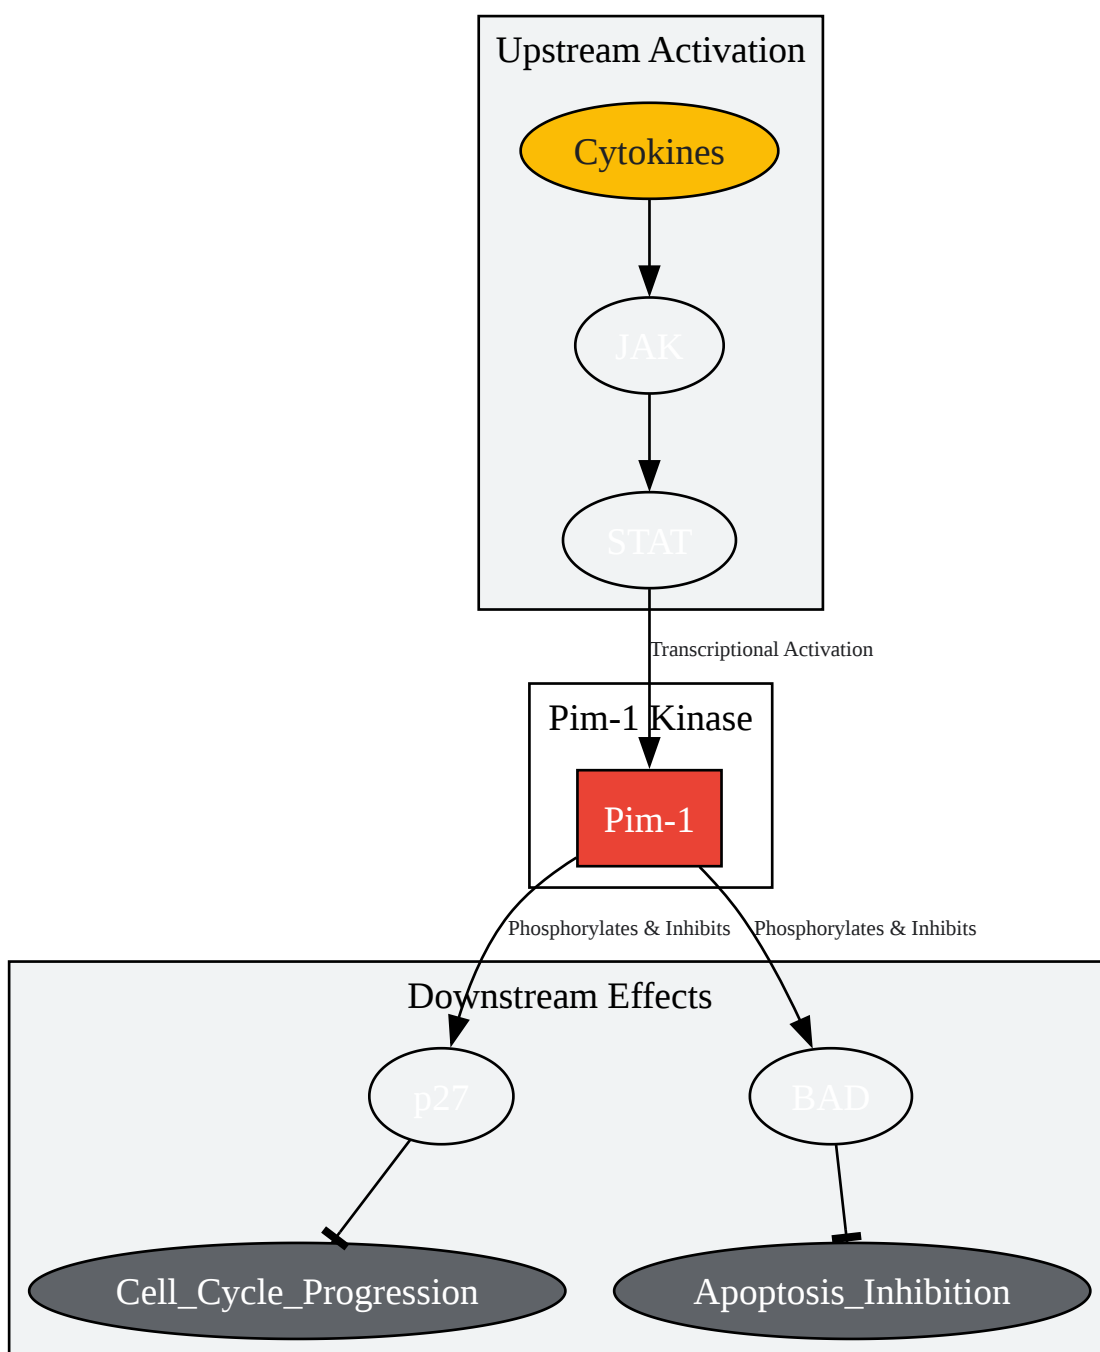 Upstream Activation
Cytokines
JAK
STAT
Transcriptional Activation
Pim-1 Kinase
Pim-1
Phosphorylates & Inhibits
Phosphorylates & Inhibits
Downstream Effects
p27
BAD
Cell_Cycle_Progression
Apoptosis_Inhibition